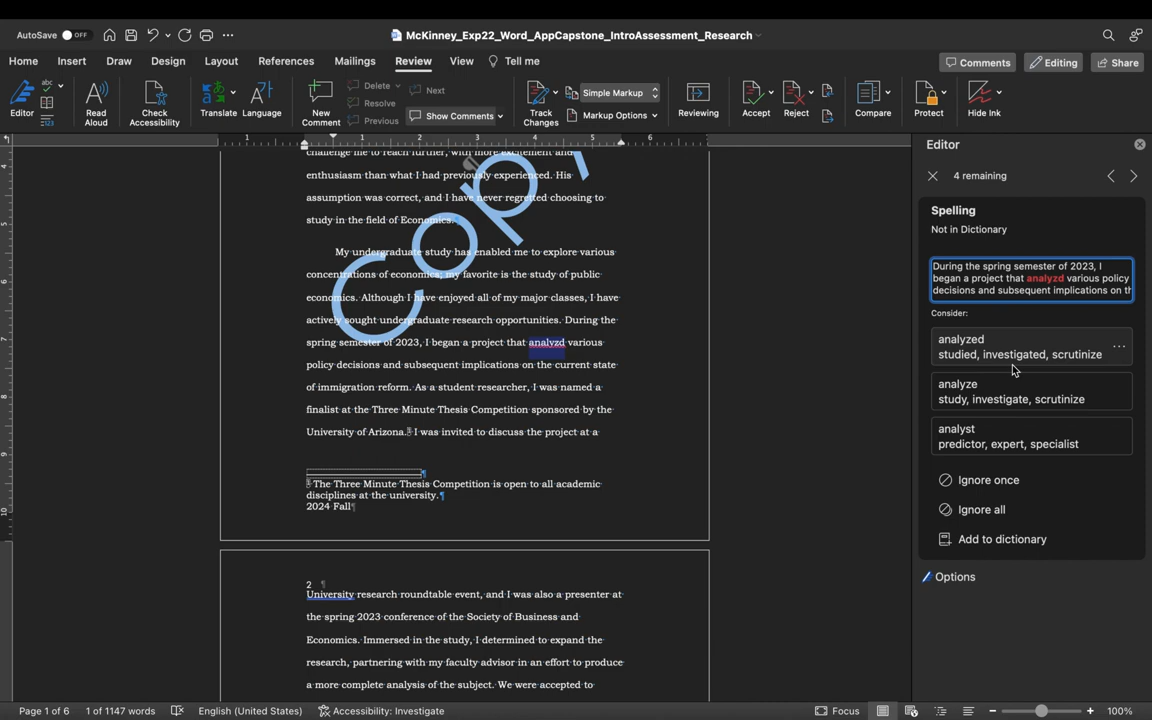 AutoSave OFF
McKinney_Exp22_Word_AppCapstone_IntroAssessment_Research
Home Insert Draw Design Layout References Mailings Review View Tell me
Comments Editing Share
Editor
Read Aloud
Check Accessibility
Translate
Language
New Comment
Delete
Resolve
Previous
Next
Show Comments
Track Changes
Simple Markup
Markup Options
Reviewing
Accept
Reject
Compare
Protect
Hide Ink
1 1 2 3 4 5 6
challenge me to reach further, with more excitement and
enthusiasm than what I had previously experienced. His
assumption was correct, and I have never regretted choosing to
study in the field of Economics.
My undergraduate study has enabled me to explore various
concentrations of economics; my favorite is the study of public
economics. Although I have enjoyed all of my major classes, I have
actively sought undergraduate research opportunities. During the
spring semester of 2023, I began a project that analyzd various
policy decisions and subsequent implications on the current state
of immigration reform. As a student researcher, I was named a
finalist at the Three Minute Thesis Competition sponsored by the
University of Arizona. I was invited to discuss the project at a
The Three Minute Thesis Competition is open to all academic
disciplines at the university.¶
2024 Fall¶
2 ¶
University research roundtable event, and I was also a presenter at
the spring 2023 conference of the Society of Business and
Economics. Immersed in the study, I determined to expand the
research, partnering with my faculty advisor in an effort to produce
a more complete analysis of the subject. We were accepted to
Editor
4 remaining
Spelling
Not in Dictionary
During the spring semester of 2023, I
began a project that analyzd various policy
decisions and subsequent implications on th
Consider:
analyzed
studied, investigated, scrutinize
analyze
study, investigate, scrutinize
analyst
predictor, expert, specialist
Ignore once
Ignore all
Add to dictionary
Options
Page 1 of 6 1 of 1147 words English (United States) Accessibility: Investigate Focus 100%